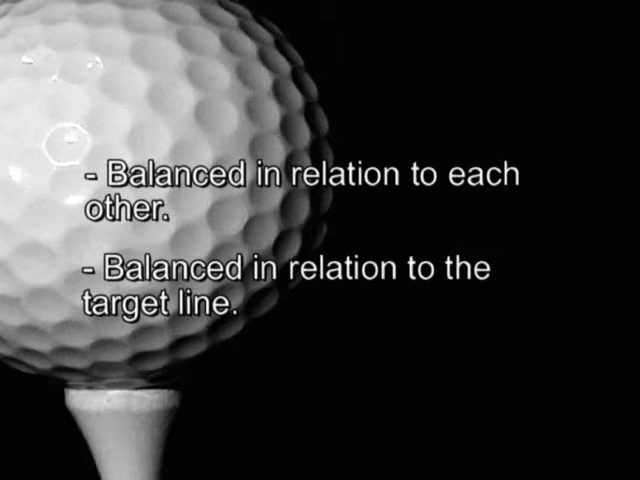 - Balanced in relation to each
other.
- Balanced in relation to the
target line.